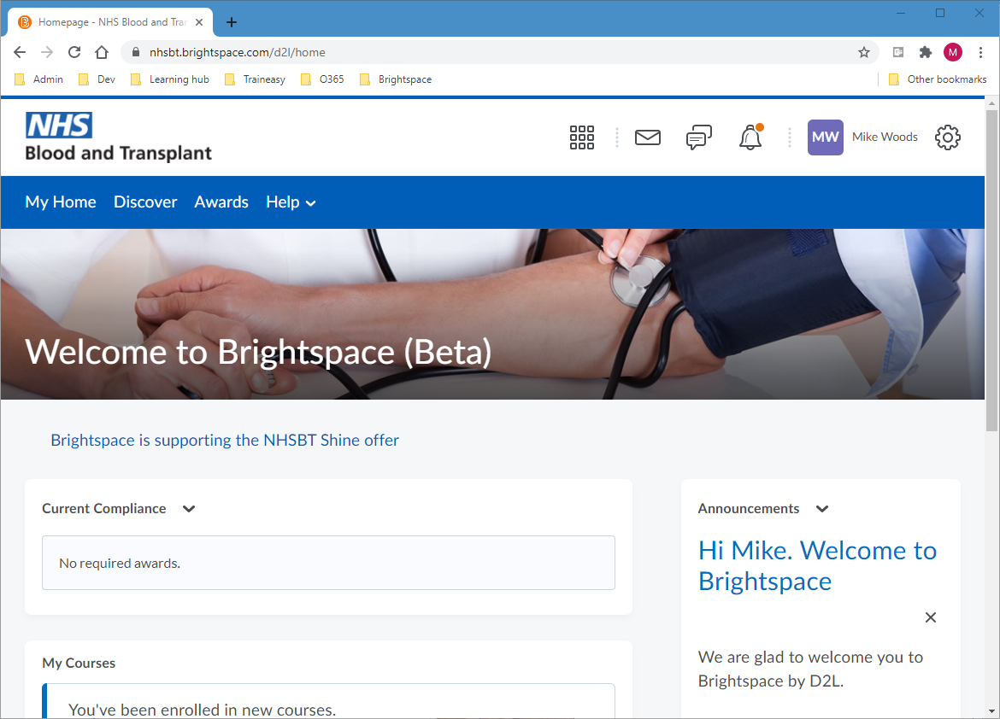 Homepage - NHS Blood and Tra
nhsbt.brightspace.com/d2l/home
M
Admin Dev Learning hub Traineasy O365 Brightspace Other bookmarks
NHS
Blood and Transplant
MW Mike Woods
My Home Discover Awards Help
Welcome to Brightspace (Beta)
Brightspace is supporting the NHSBT Shine offer
Current Compliance
No required awards.
My Courses
You've been enrolled in new courses.
Announcements
Hi Mike. Welcome to
Brightspace
We are glad to welcome you to
Brightspace by D2L.